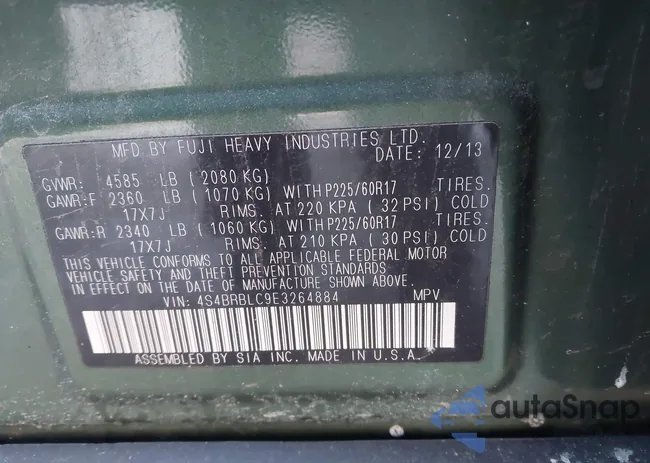 MFD BY FUJI HEAVY INDUSTRIES LTD.
DATE: 12/13
GVWR: 4585 LB (2080 KG)
GAWR:F 2360 LB (1070 KG) WITH P225/60R17 TIRES.
17X7J RIMS. AT 220 KPA (32 PSI) COLD
GAWR:R 2340 LB (1060 KG) WITH P225/60R17 TIRES.
17X7J RIMS. AT 210 KPA (30 PSI) COLD
THIS VEHICLE CONFORMS TO ALL APPLICABLE FEDERAL MOTOR
VEHICLE SAFETY AND THEFT PREVENTION STANDARDS
IN EFFECT ON THE DATE OF MANUFACTURE SHOWN ABOVE.
VIN: 4S4BRBLC9E3264884 MPV
ASSEMBLED BY SIA INC. MADE IN U.S.A.
autoSnap